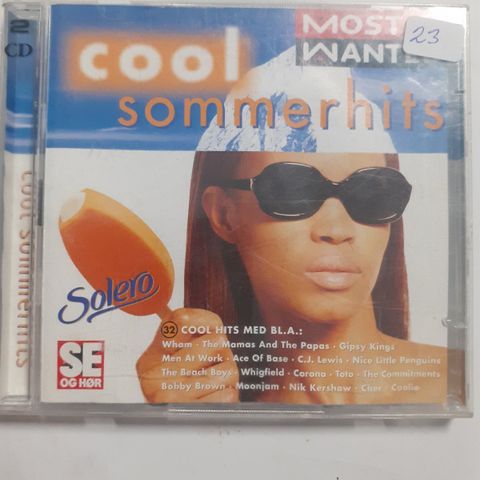 2
CD
cool sommerhits
cool
MOST
WANTE
23
sommerhits
Solero
SE
OG HØR
32 COOL HITS MED BL.A.:
Wham · The Mamas And The Papas · Gipsy Kings
Men At Work · Ace Of Base · C.J. Lewis · Nice Little Penguins
The Beach Boys · Whigfield · Corona · Toto · The Commitments
Bobby Brown · Moonjam · Nik Kershaw · Cher · Coolio